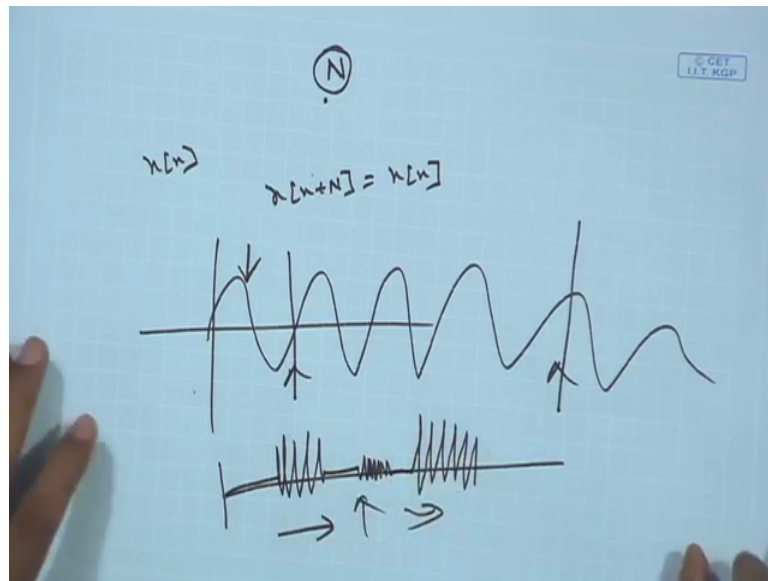 N
© CET
I.I.T. KGP
x[n]
x[n+N] = x[n]